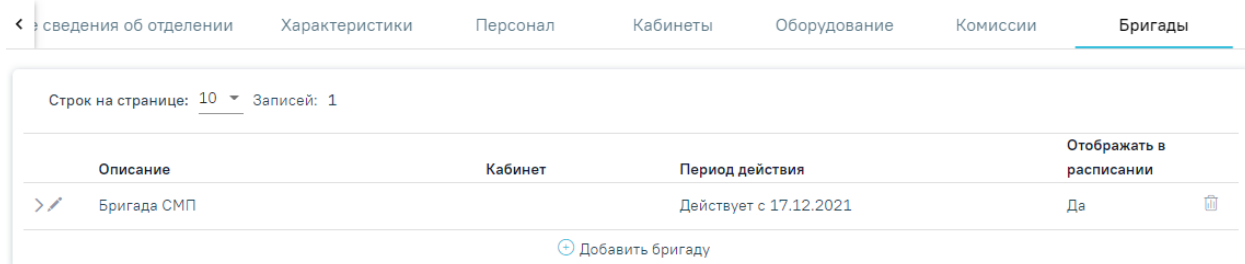 сведения об отделении Характеристики Персонал Кабинеты Оборудование Комиссии Бригады
Строк на странице: 10 Записей: 1
Описание Кабинет Период действия Отображать в расписании
Бригада СМП Действует с 17.12.2021 Да
Добавить бригаду